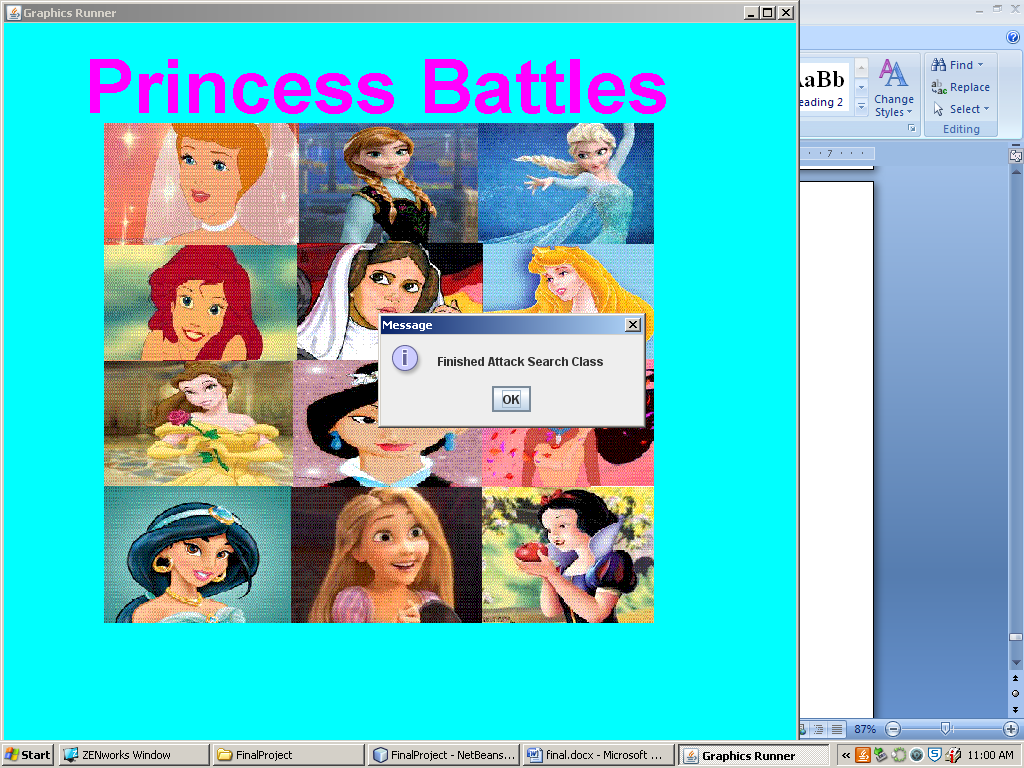 Graphics Runner
Princess Battles
Message
Finished Attack Search Class
OK
AaBb
eading 2
Change
Styles
Find
Replace
Select
Editing
7
87%
Start
ZENworks Window
FinalProject
FinalProject - NetBeans...
final.docx - Microsoft ...
Graphics Runner
11:00 AM